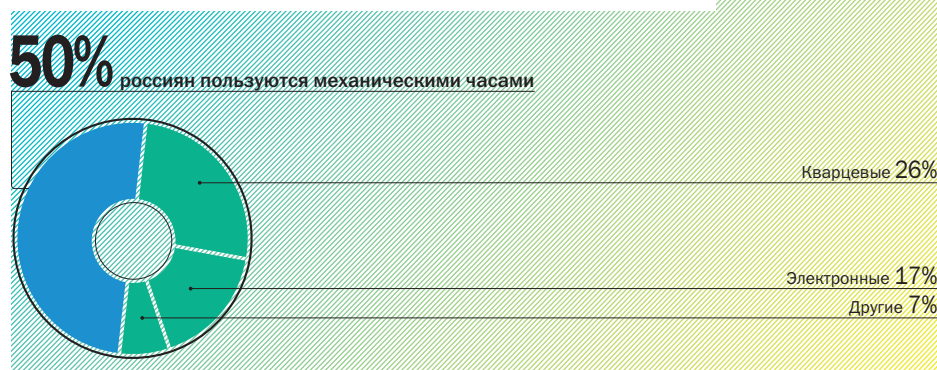 50% россиян пользуются механическими часами
Кварцевые 26%
Электронные 17%
Другие 7%